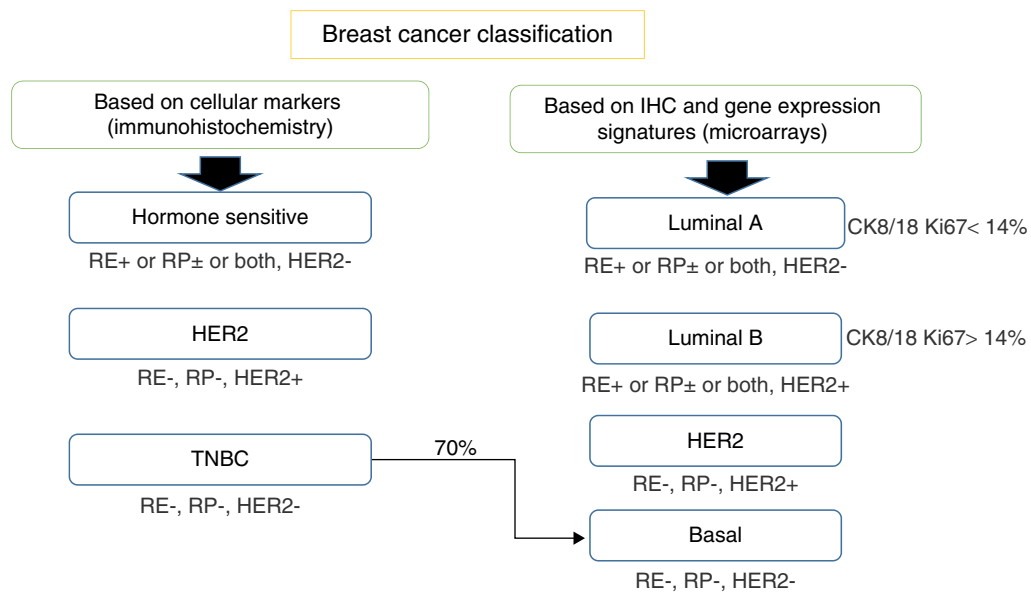 Breast cancer classification
Based on cellular markers
(immunohistochemistry)
Hormone sensitive
RE+ or RP± or both, HER2-
HER2
RE-, RP-, HER2+
TNBC
RE-, RP-, HER2-
70%
Based on IHC and gene expression
signatures (microarrays)
Luminal A
CK8/18 Ki67< 14%
RE+ or RP± or both, HER2-
Luminal B
CK8/18 Ki67> 14%
RE+ or RP± or both, HER2+
HER2
RE-, RP-, HER2+
Basal
RE-, RP-, HER2-